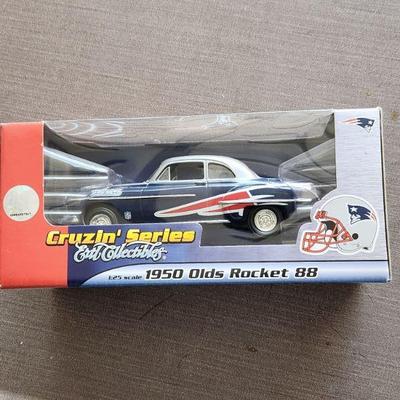 Cruzin' Series
Ertl Collectibles
1:25 scale 1950 Olds Rocket 88